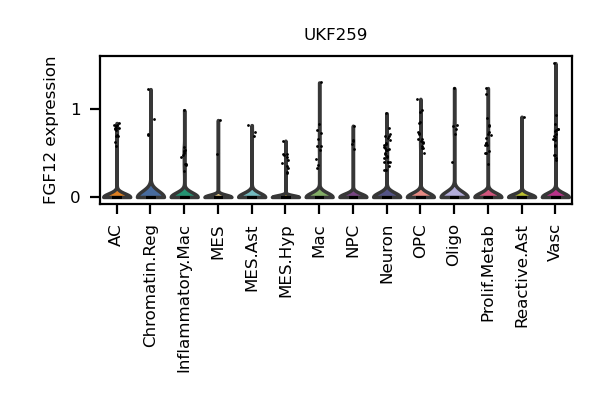 UKF259
FGF12 expression
1
0
AC
Chromatin.Reg
Inflammatory.Mac
MES
MES.Ast
MES.Hyp
Mac
NPC
Neuron
OPC
Oligo
Prolif.Metab
Reactive.Ast
Vasc